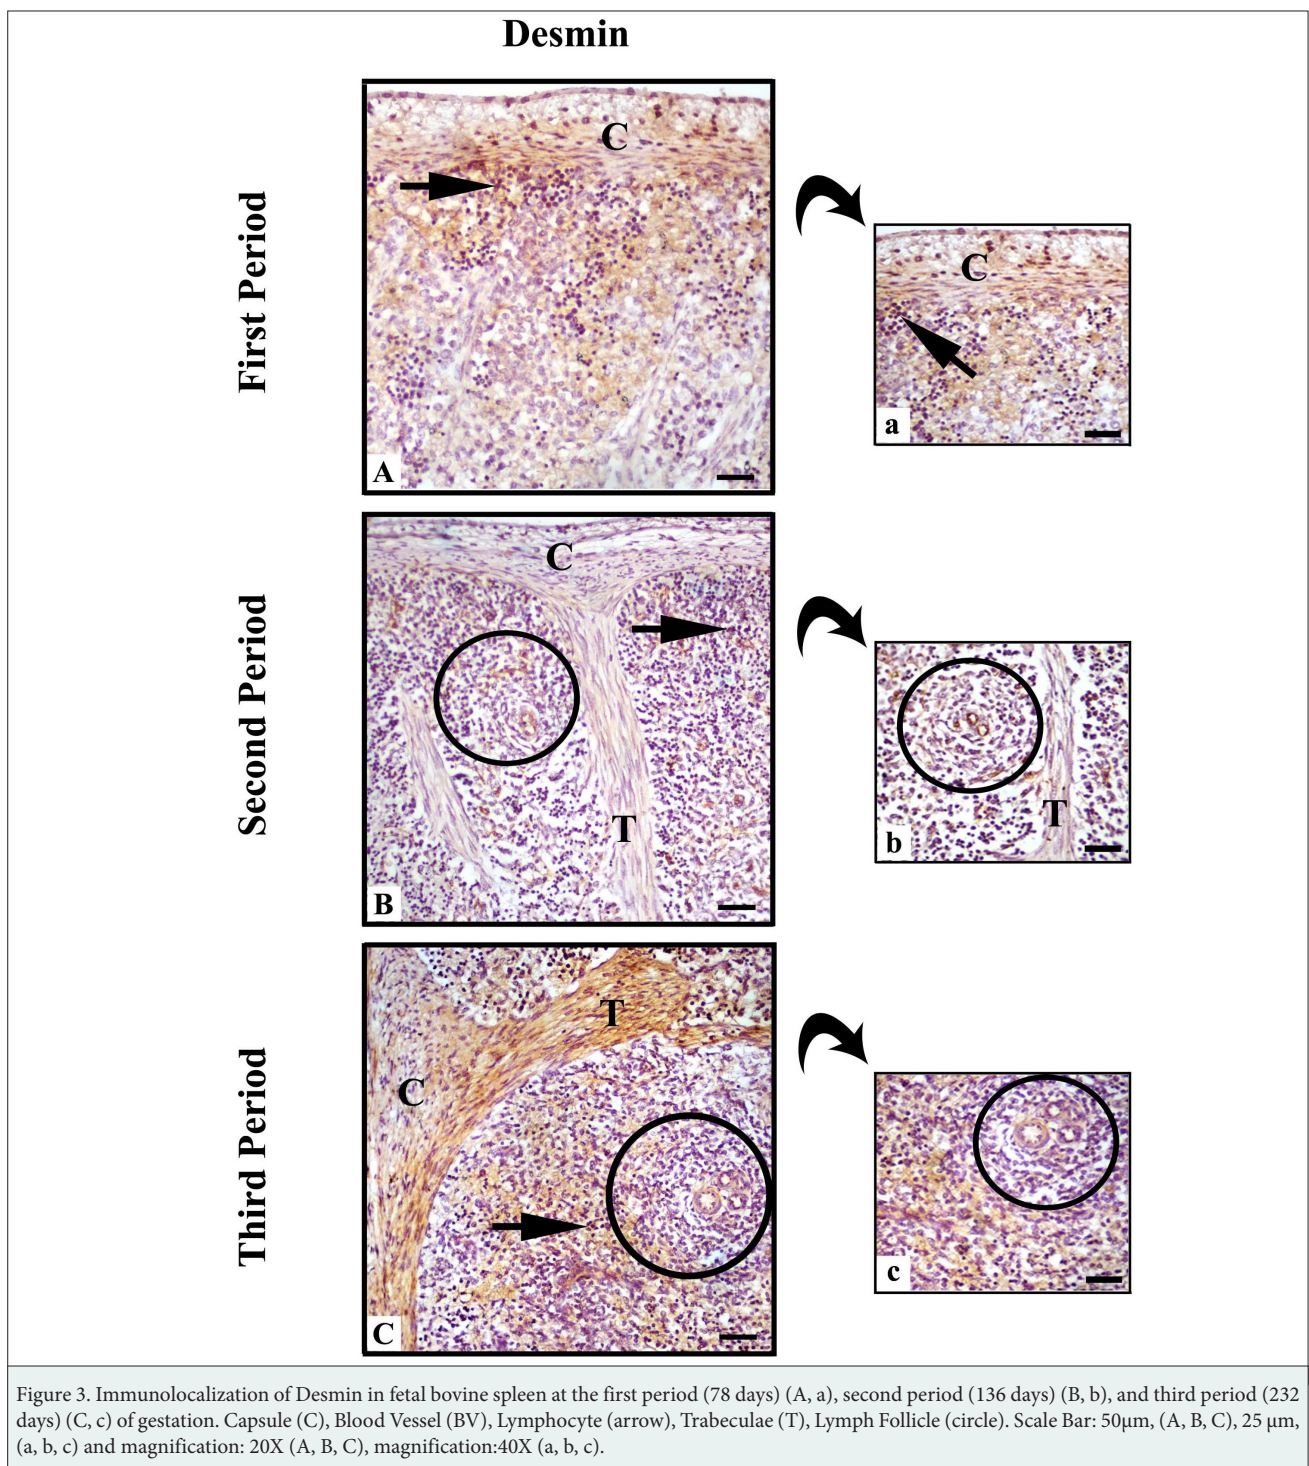 Desmin
First Period
C
A
C
a
Second Period
C
T
B
T
b
Third Period
T
C
C
c
Figure 3. Immunolocalization of Desmin in fetal bovine spleen at the first period (78 days) (A, a), second period (136 days) (B, b), and third period (232
days) (C, c) of gestation. Capsule (C), Blood Vessel (BV), Lymphocyte (arrow), Trabeculae (T), Lymph Follicle (circle). Scale Bar: 50µm, (A, B, C), 25 µm,
(a, b, c) and magnification: 20X (A, B, C), magnification:40X (a, b, c).